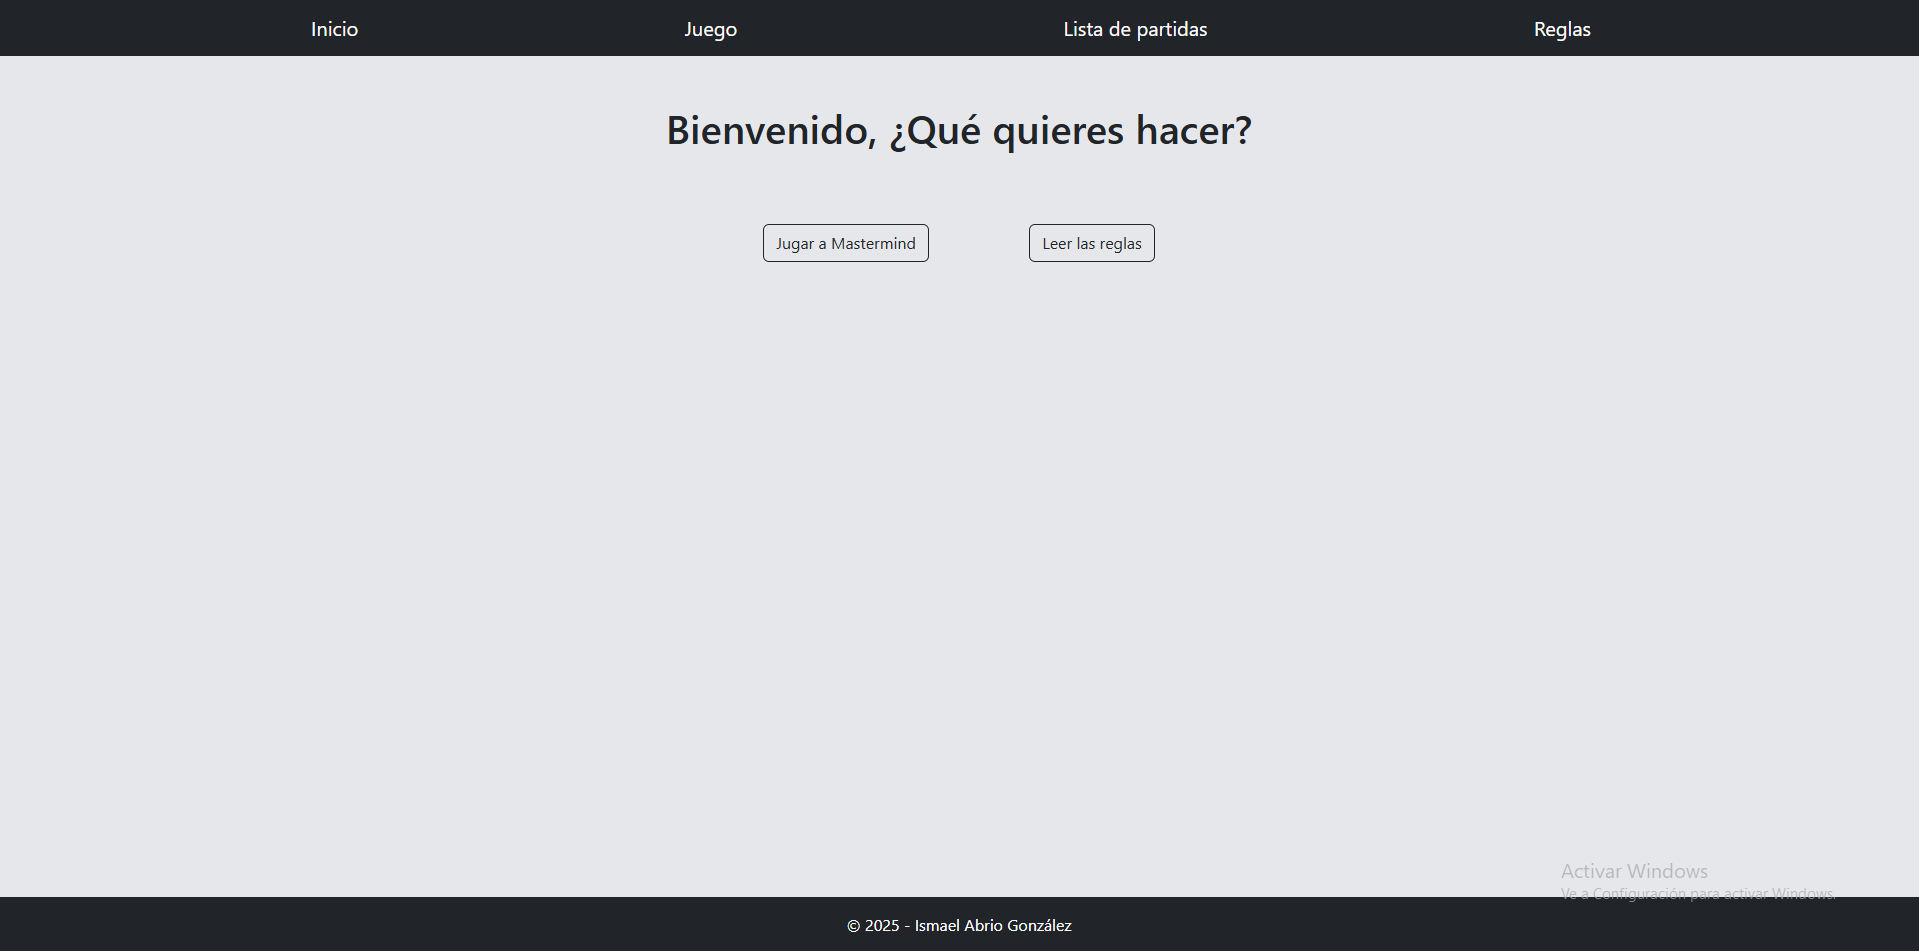 Inicio Juego Lista de partidas Reglas
Bienvenido, ¿Qué quieres hacer?
Jugar a Mastermind Leer las reglas
Activar Windows
Ve a Configuración para activar Windows.
© 2025 - Ismael Abrio González